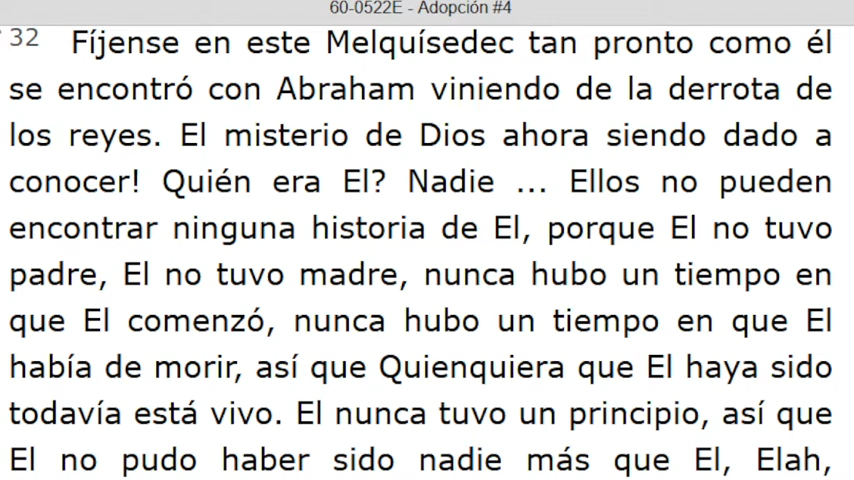 60-0522E - Adopción #4
32 Fíjense en este Melquísedec tan pronto como él
se encontró con Abraham viniendo de la derrota de
los reyes. El misterio de Dios ahora siendo dado a
conocer! Quién era El? Nadie ... Ellos no pueden
encontrar ninguna historia de El, porque El no tuvo
padre, El no tuvo madre, nunca hubo un tiempo en
que El comenzó, nunca hubo un tiempo en que El
había de morir, así que Quienquiera que El haya sido
todavía está vivo. El nunca tuvo un principio, así que
El no pudo haber sido nadie más que El, Elah,